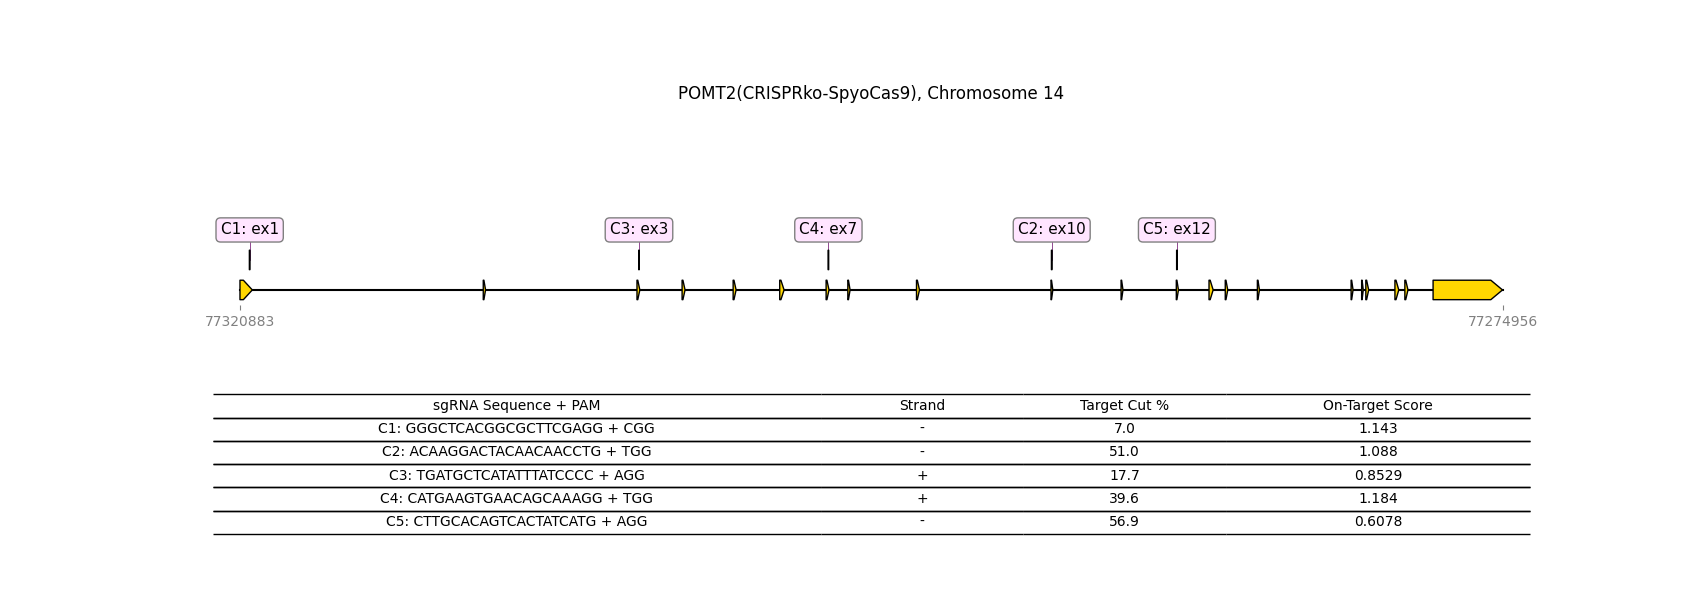 POMT2(CRISPRko-SpyoCas9), Chromosome 14
C1: ex1 C3: ex3 C4: ex7 C2: ex10 C5: ex12
77320883 77274956
sgRNA Sequence + PAM Strand Target Cut % On-Target Score
C1: GGGCTCACGGCGCTTCGAGG + CGG - 7.0 1.143
C2: ACAAGGACTACAACAACCTG + TGG - 51.0 1.088
C3: TGATGCTCATATTTATCCCC + AGG + 17.7 0.8529
C4: CATGAAGTGAACAGCAAAGG + TGG + 39.6 1.184
C5: CTTGCACAGTCACTATCATG + AGG - 56.9 0.6078